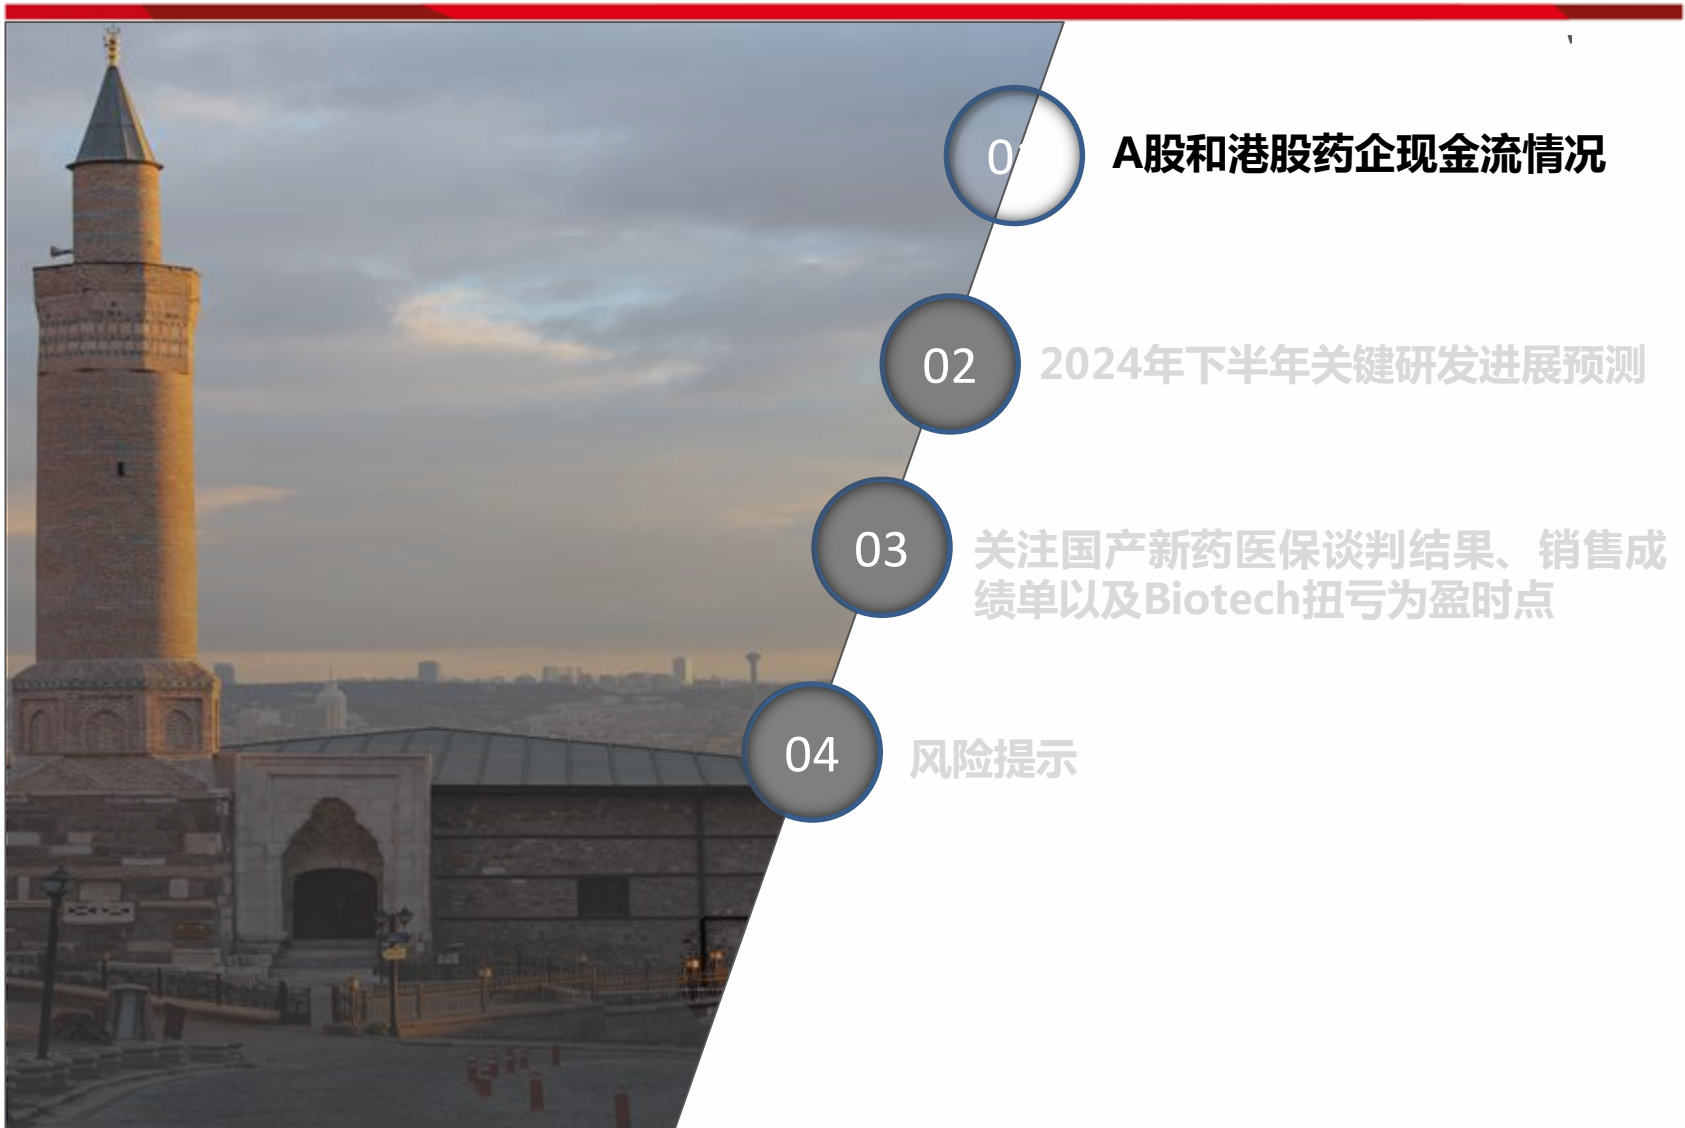 0
A股和港股药企现金流情况
02
2024年下半年关键研发进展预测
03
关注国产新药医保谈判结果、销售成
绩单以及Biotech扭亏为盈时点
04
风险提示